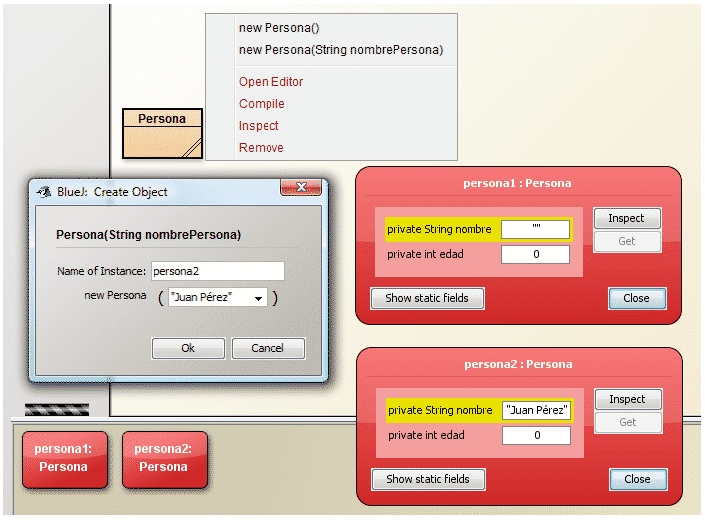 new Persona()
new Persona(String nombrePersona)
Open Editor
Compile
Inspect
Remove
Persona
BlueJ: Create Object
Persona(String nombrePersona)
Name of Instance: persona2
new Persona ( "Juan Pérez" )
Ok Cancel
persona1 : Persona
private String nombre ""
private int edad 0
Inspect
Get
Show static fields Close
persona2 : Persona
private String nombre "Juan Pérez"
private int edad 0
Inspect
Get
Show static fields Close
persona1:
Persona
persona2:
Persona